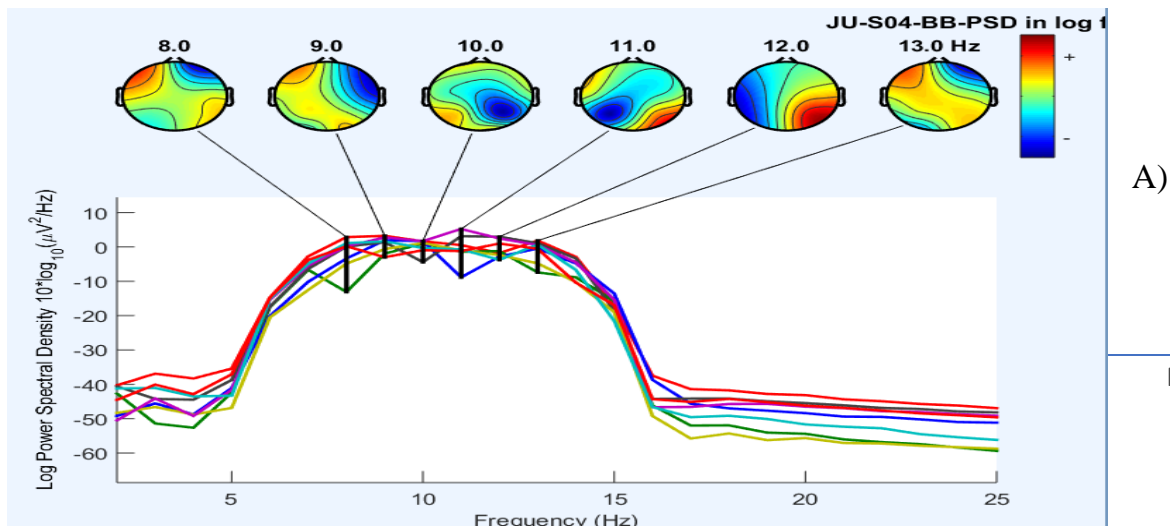 JU-S04-BB-PSD in log f
8.0 9.0 10.0 11.0 12.0 13.0 Hz
+
-
A)
Log Power Spectral Density 10*log10(μV²/Hz)
10
0
-10
-20
-30
-40
-50
-60
5 10 15 20 25
Frequency (Hz)